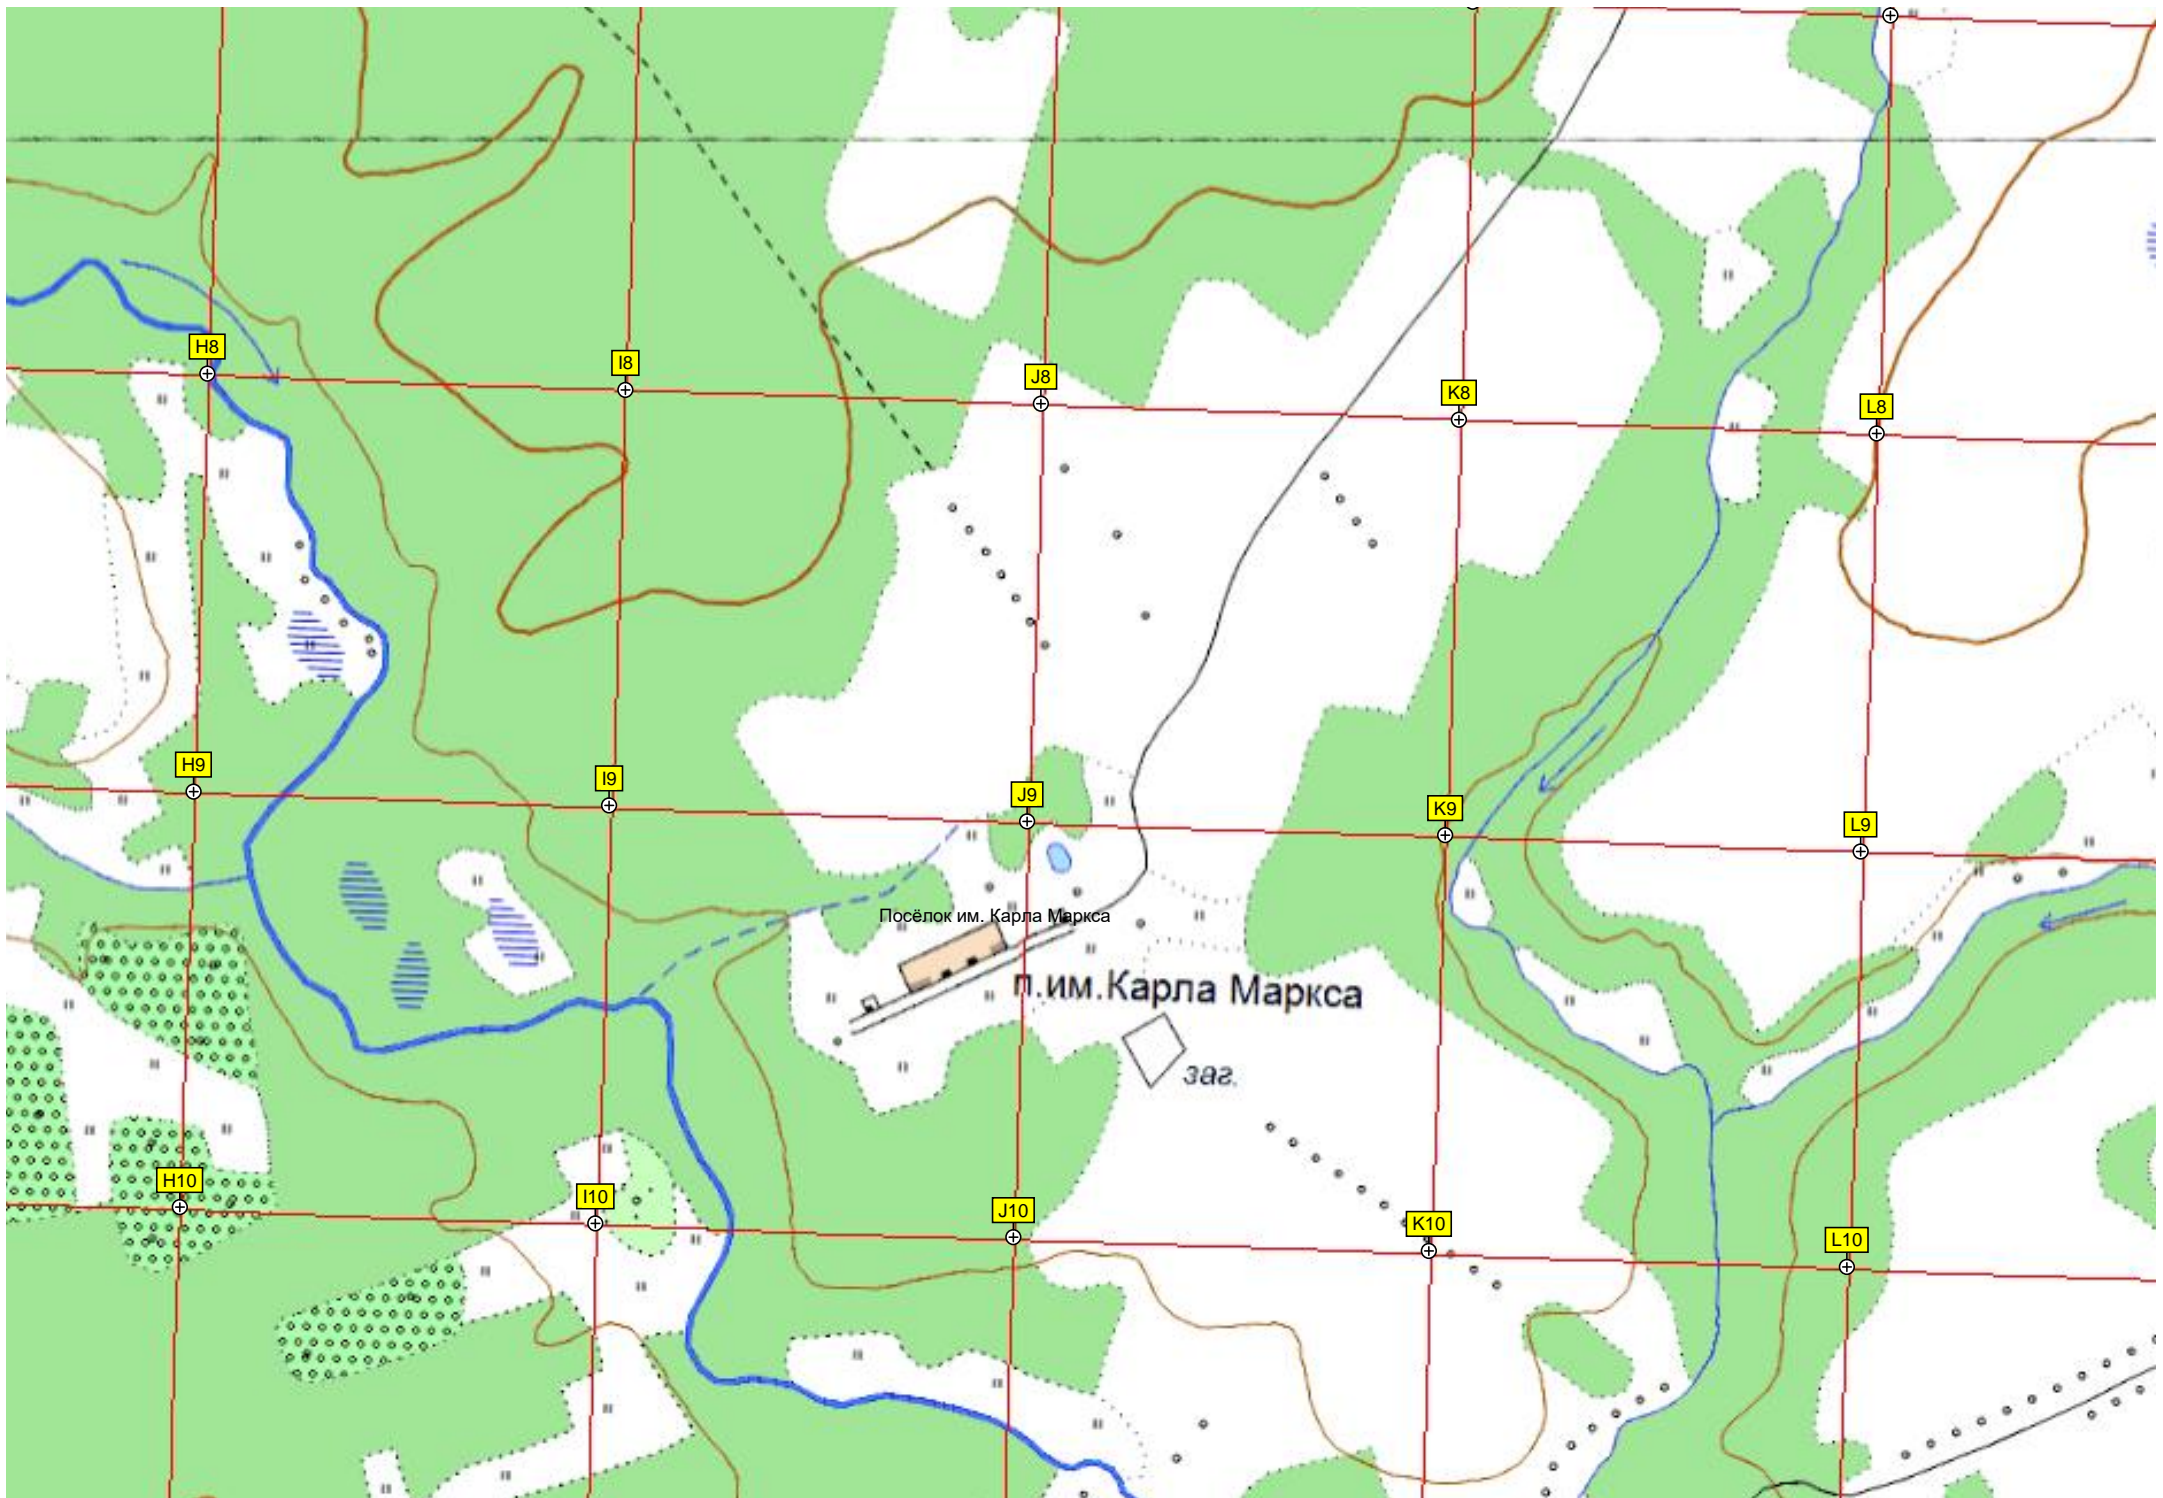 H8
I8
J8
K8
L8
H9
I9
J9
K9
L9
Посёлок им. Карла Маркса
п.им.Карла Маркса
заг.
H10
I10
J10
K10
L10